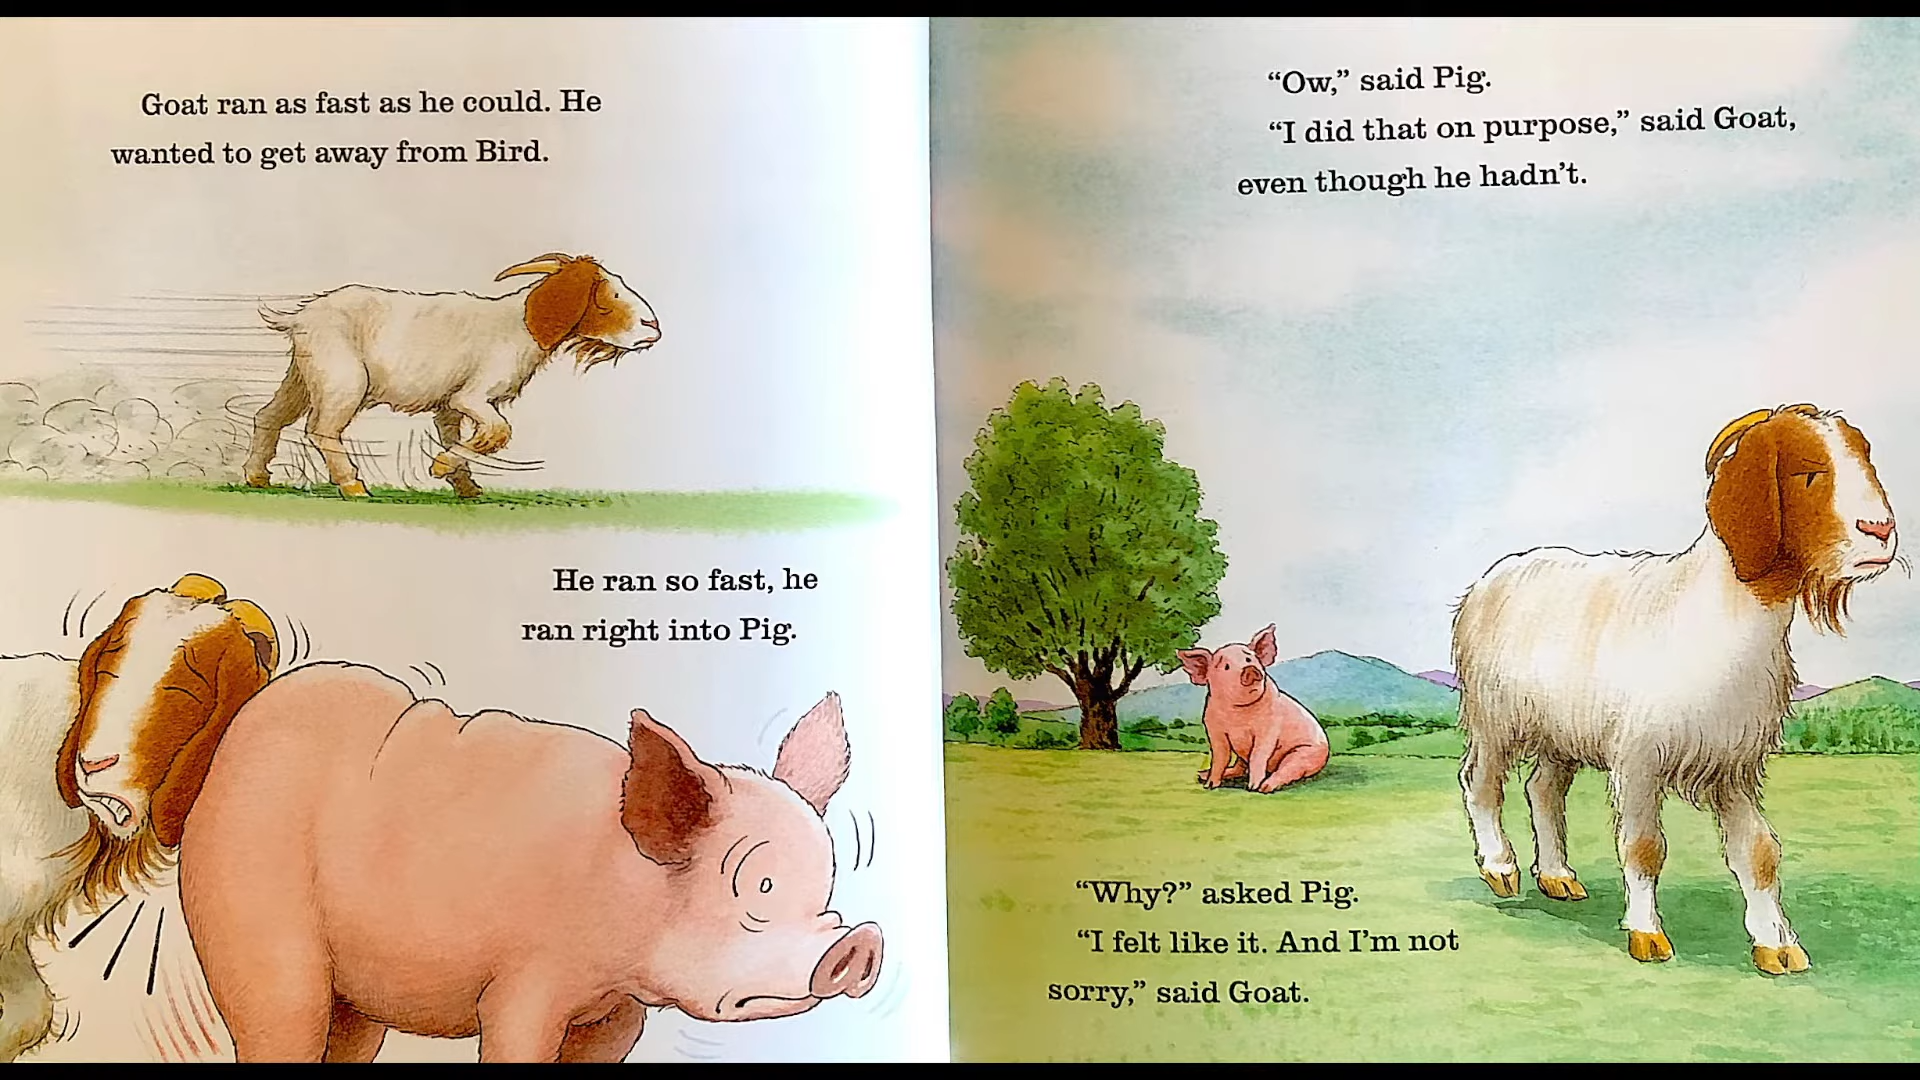 Goat ran as fast as he could. He
wanted to get away from Bird.
He ran so fast, he
ran right into Pig.
“Ow,” said Pig.
“I did that on purpose,” said Goat,
even though he hadn’t.
“Why?” asked Pig.
“I felt like it. And I’m not
sorry,” said Goat.